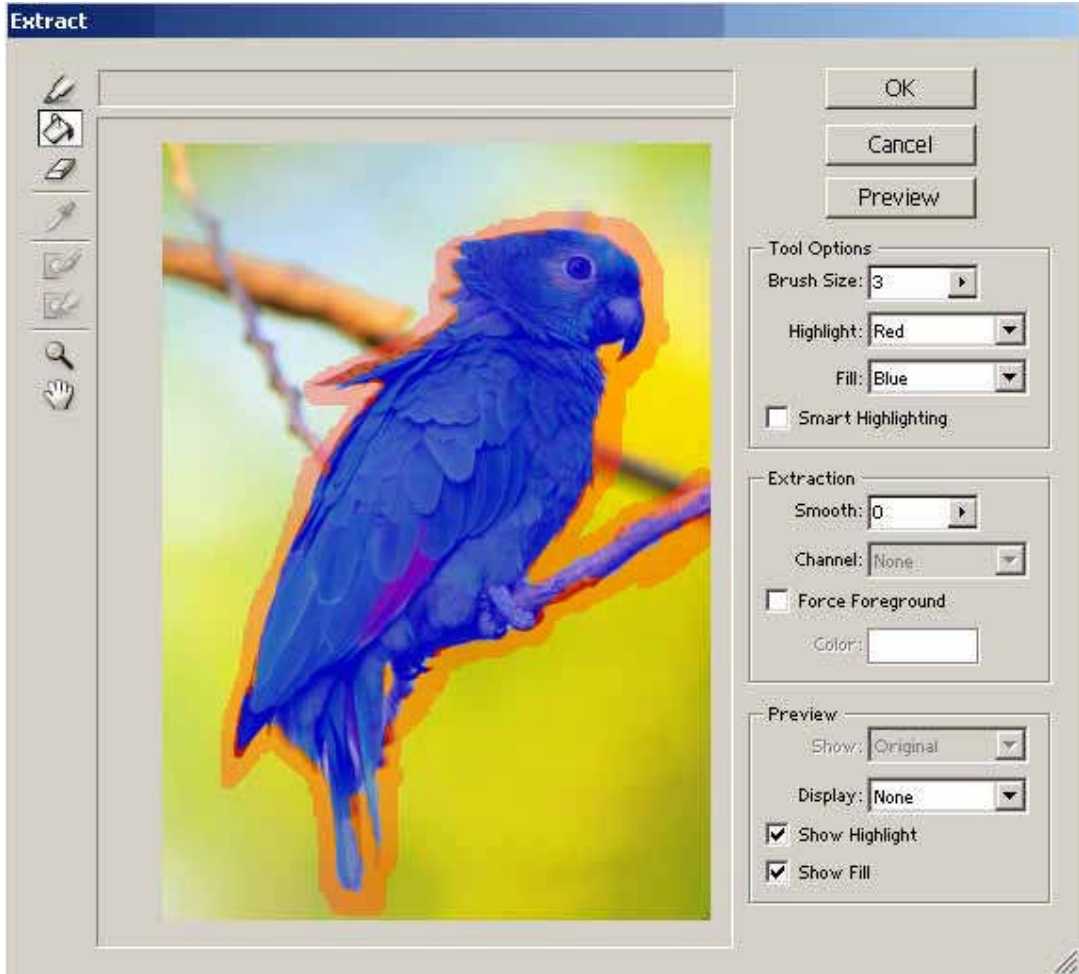 Extract
OK
Cancel
Preview
Tool Options
Brush Size: 3
Highlight: Red
Fill: Blue
Smart Highlighting
Extraction
Smooth: 0
Channel: None
Force Foreground
Color:
Preview
Show: Original
Display: None
Show Highlight
Show Fill